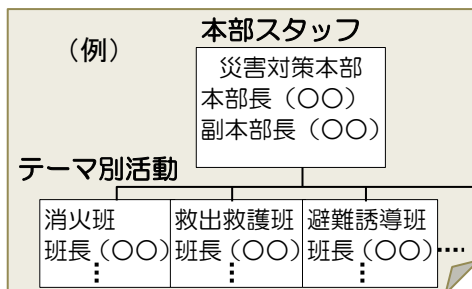 本部スタッフ
（例）
災害対策本部
本部長（〇〇）
副本部長（〇〇）
テーマ別活動
消火班
班長（〇〇）
⋮
救出救護班
班長（〇〇）
⋮
避難誘導班
班長（〇〇）
⋮